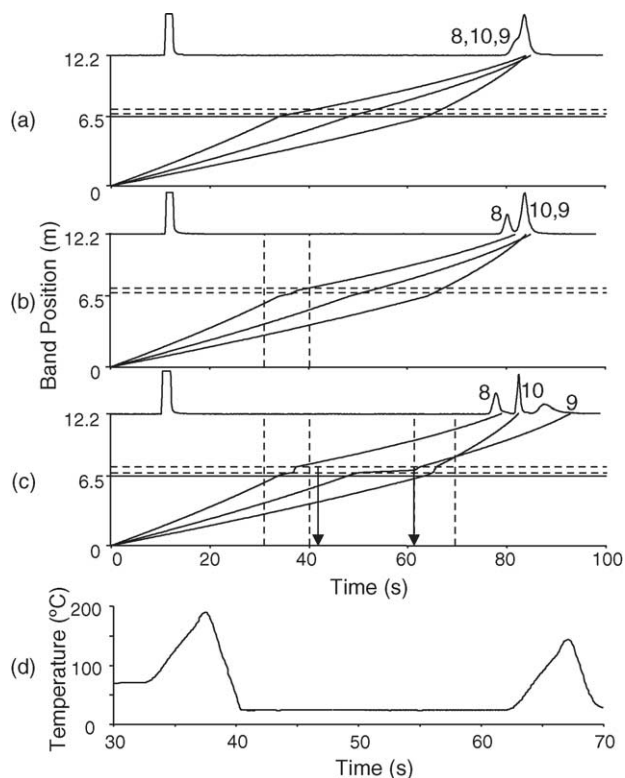 8,10,9
12.2
(a)
6.5
0
8
10,9
12.2
(b)
6.5
0
8
10
9
12.2
(c)
6.5
0
Band Position (m)
0 20 40 60 80 100
Time (s)
200
(d)
100
0
Temperature (ºC)
30 40 50 60 70
Time (s)